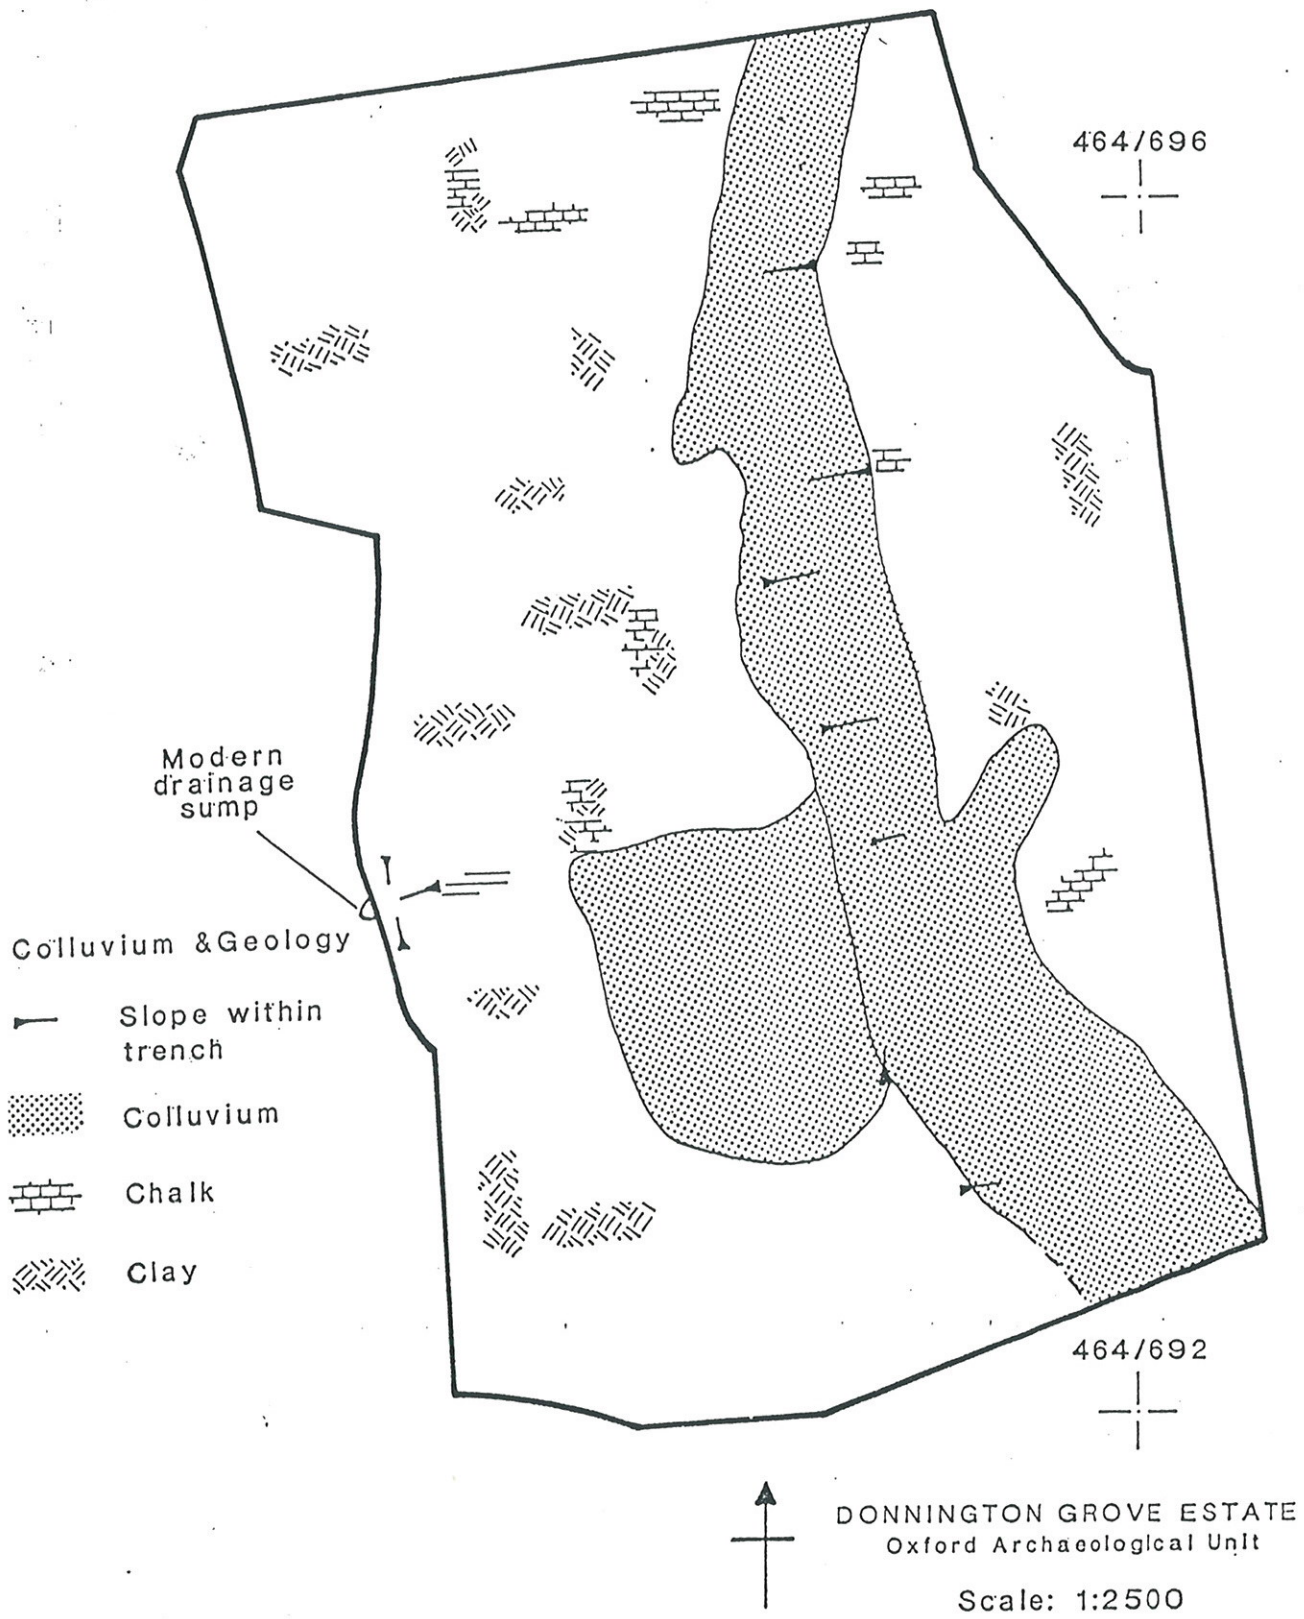 464/696
Modern
drainage
sump
Colluvium &Geology
Slope within
trench
Colluvium
Chalk
Clay
464/692
DONNINGTON GROVE ESTATE
Oxford Archaeological Unit
Scale: 1:2500